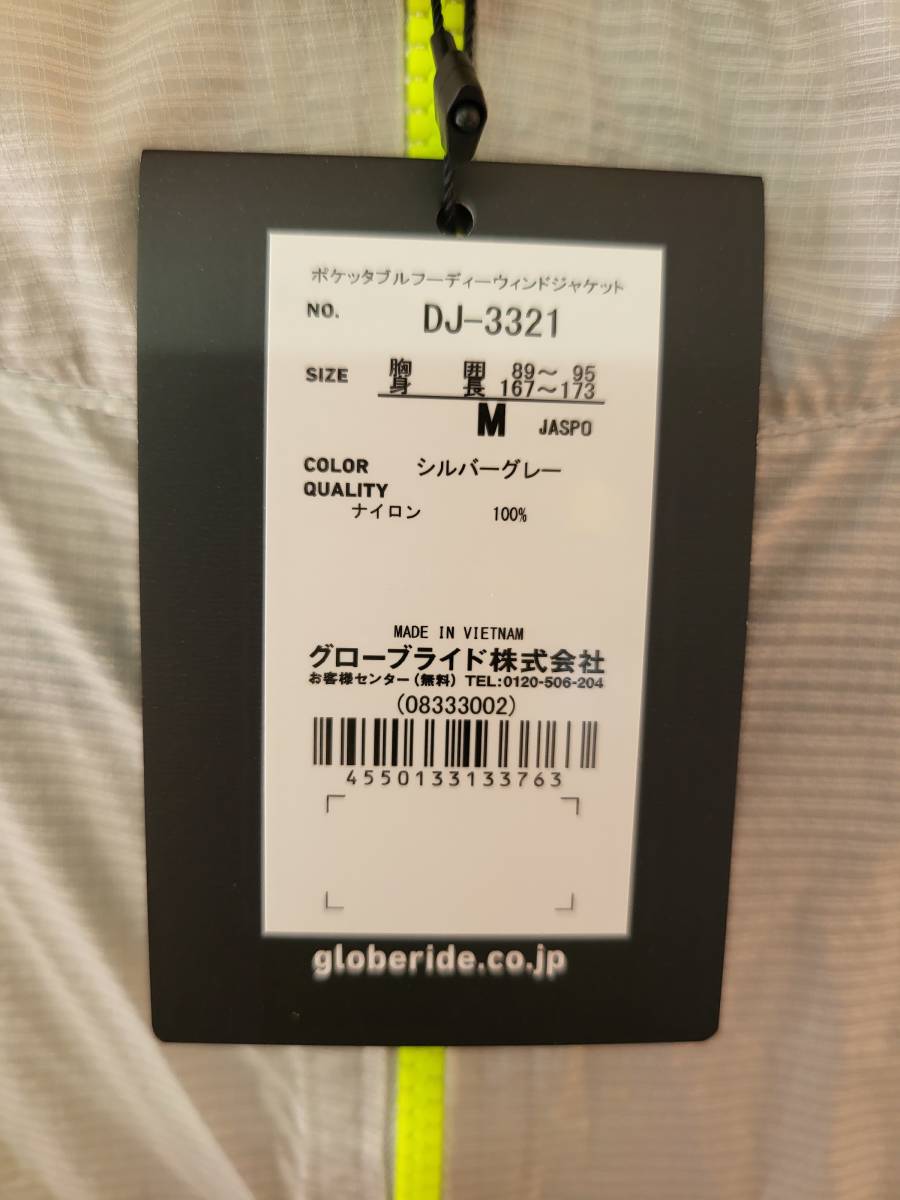 ポケッタブルフーディーウィンドジャケット
NO. DJ-3321
SIZE 胸 囲 89～ 95
身 長 167～173
M JASPO
COLOR シルバーグレー
QUALITY
ナイロン 100%
MADE IN VIETNAM
グローブライド株式会社
お客様センター(無料) TEL:0120-506-204
(08333002)
4550133133763
globeride.co.jp